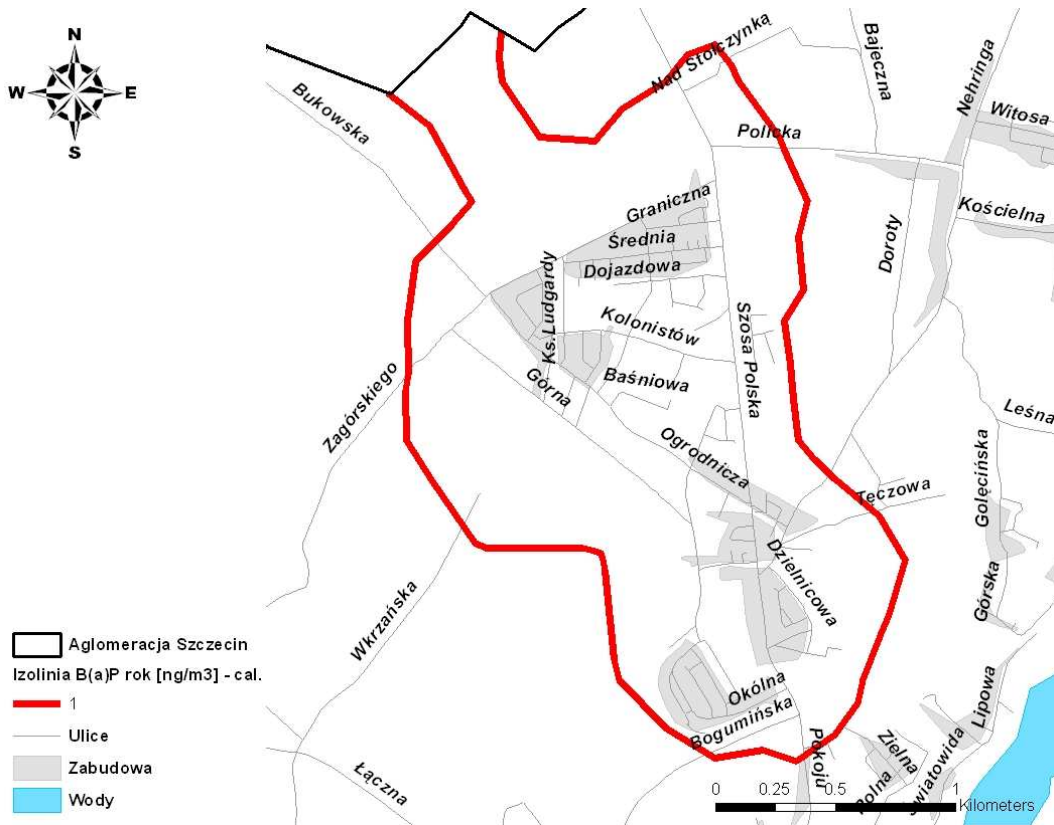 N
W
E
S
Bukowska
Nad Stołczynką
Bajeczna
Nehringa
Witosa
Policka
Kościelna
Graniczna
Średnia
Dojazdowa
Doroty
Ks.Ludgardy
Kolonistów
Szosa Polska
Górna
Baśniowa
Zagórskiego
Leśna
Ogrodnicza
Golęcińska
Tęczowa
Dzielnicowa
Wkrzańska
Górska
Okólna
Bogumińska
Lipowa
Pokoju
Zielna
Łączna
Aglomeracja Szczecin
Izolinia B(a)P rok [ng/m3] - cal.
1
Ulice
Zabudowa
Wody
0 0.25 0.5 1
Kilometers